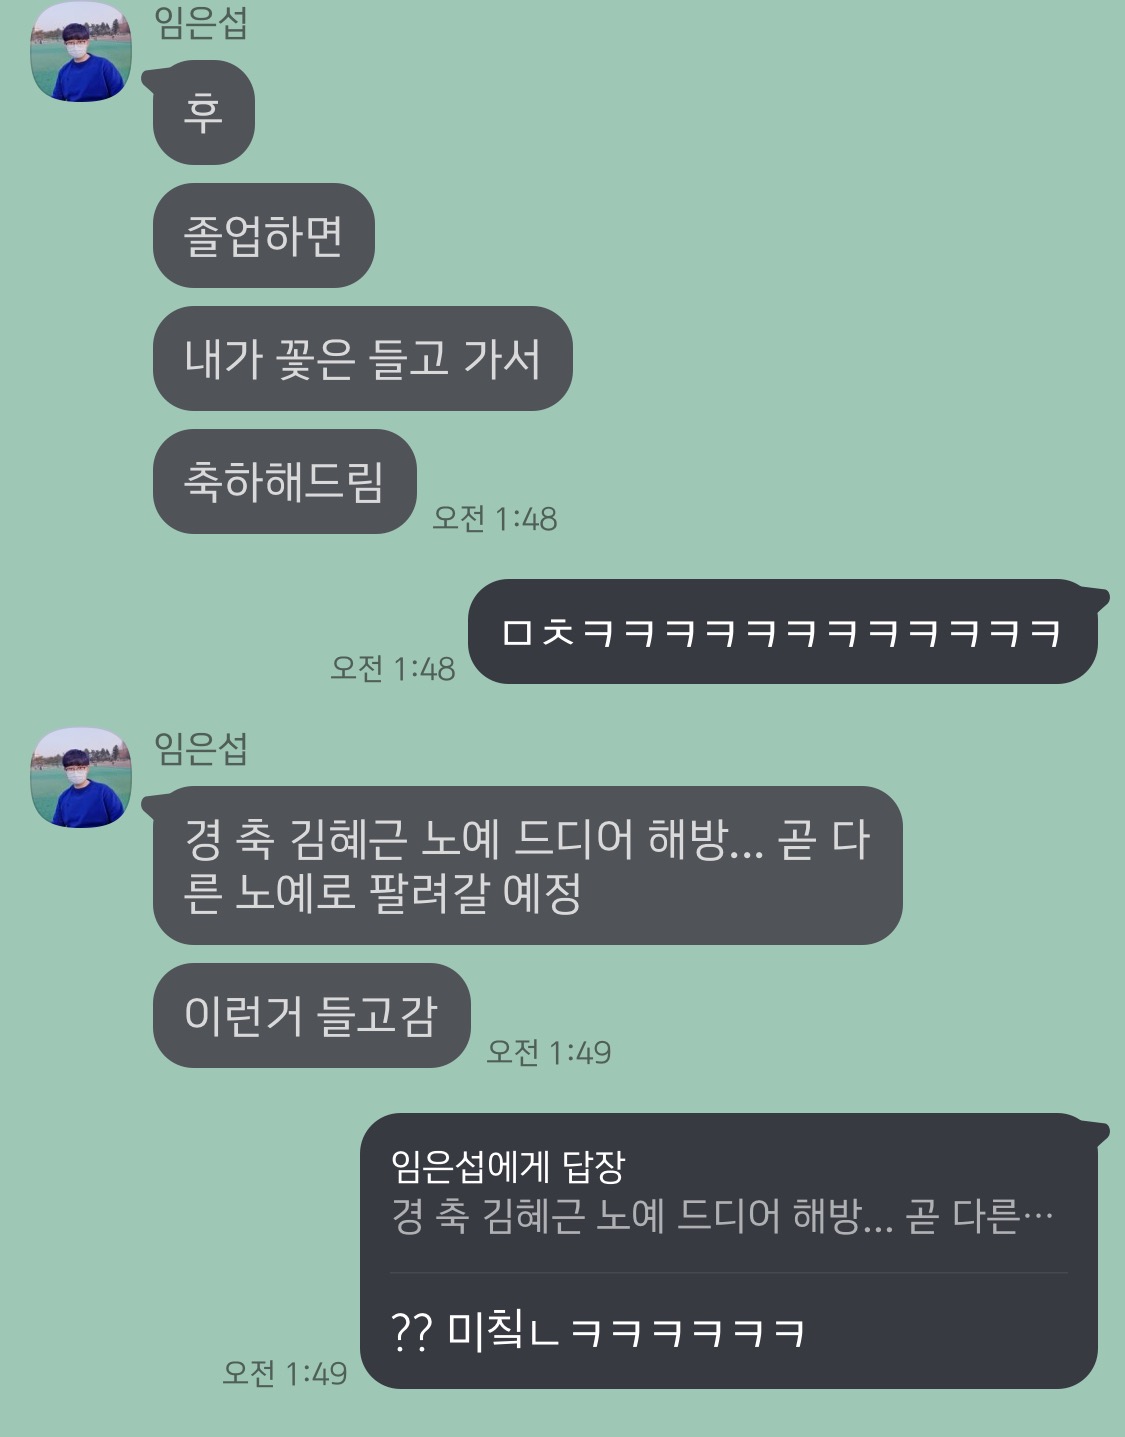 임은섭
후
졸업하면
내가 꽃은 들고 가서
축하해드림
오전 1:48
ㅁㅊㅋㅋㅋㅋㅋㅋㅋㅋㅋㅋㅋㅋ
오전 1:48
임은섭
경 축 김혜근 노예 드디어 해방... 곧 다
른 노예로 팔려갈 예정
이런거 들고감
오전 1:49
임은섭에게 답장
경 축 김혜근 노예 드디어 해방... 곧 다른…
?? 미칰ㄴㅋㅋㅋㅋㅋㅋ
오전 1:49